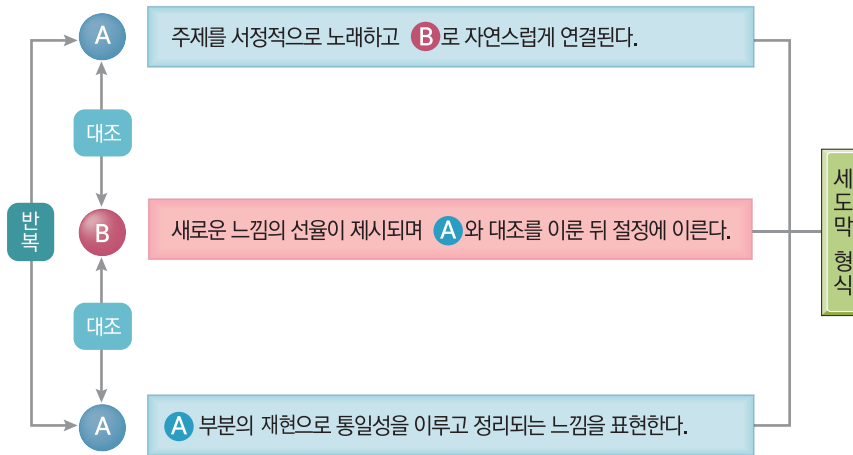 A
주제를 서정적으로 노래하고 B로 자연스럽게 연결된다.
대조
반복
B
새로운 느낌의 선율이 제시되며 A와 대조를 이룬 뒤 절정에 이른다.
세도막 형식
대조
A
A 부분의 재현으로 통일성을 이루고 정리되는 느낌을 표현한다.